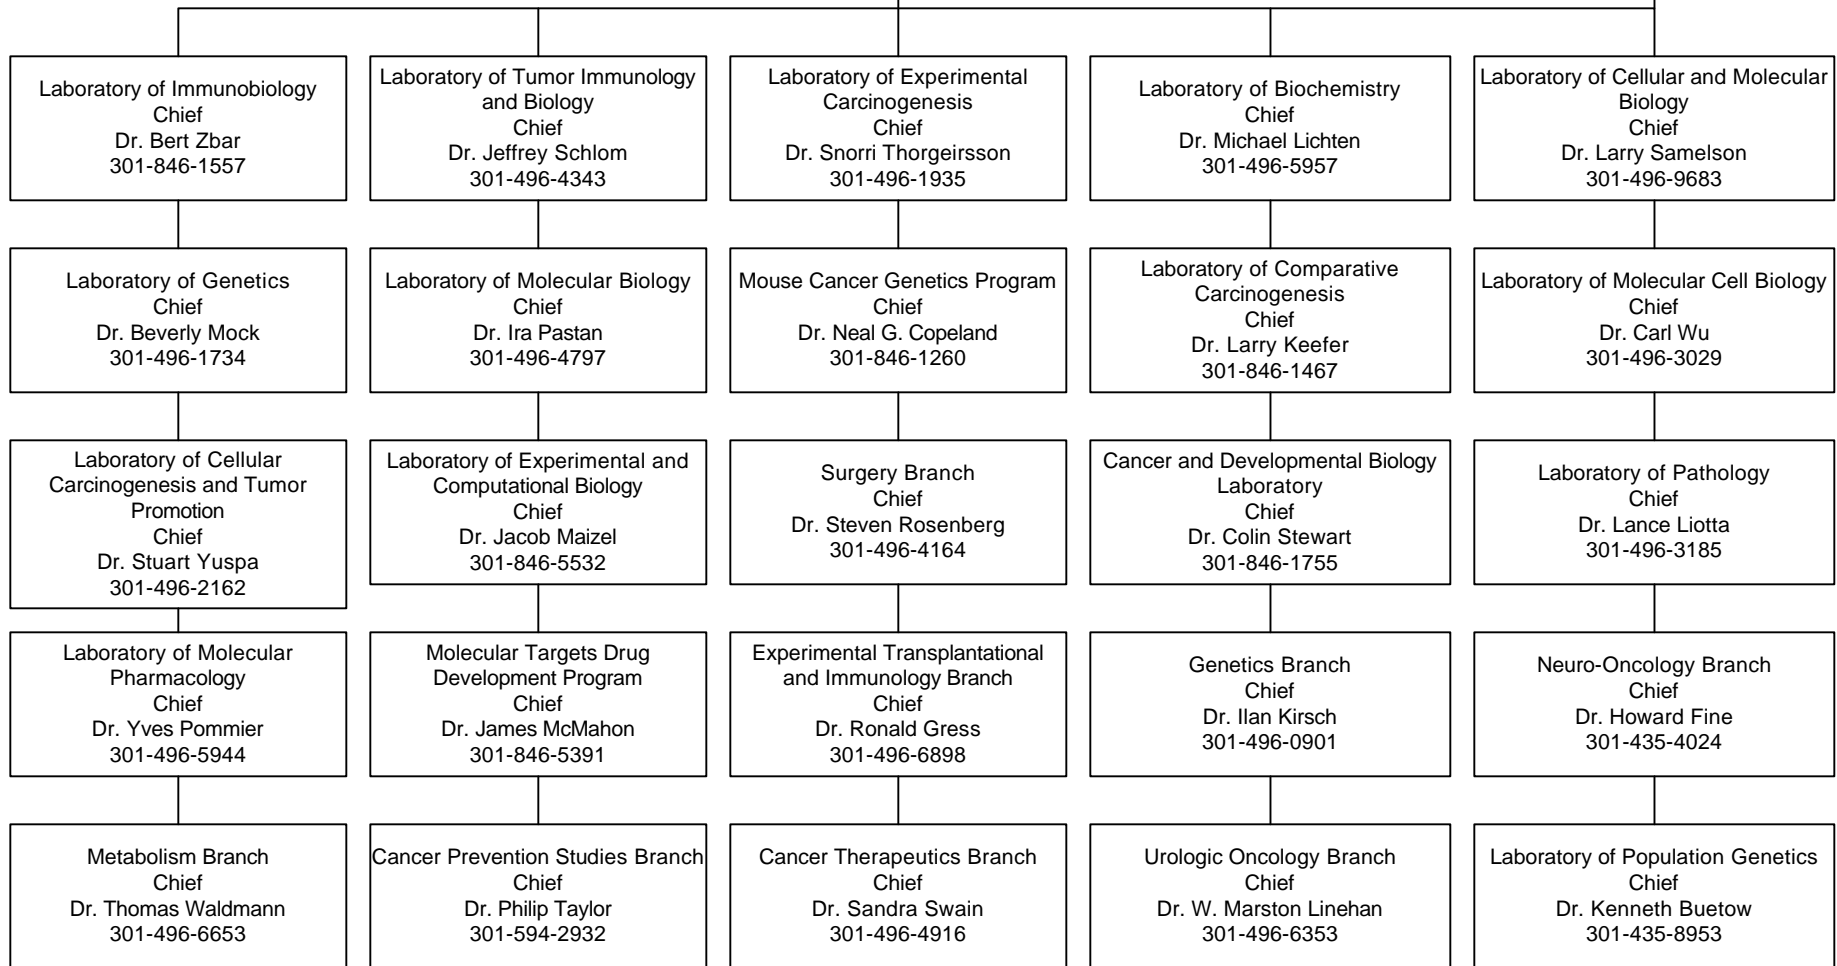 Laboratory of Immunobiology
Chief
Dr. Bert Zbar
301-846-1557
Laboratory of Tumor Immunology
and Biology
Chief
Dr. Jeffrey Schlom
301-496-4343
Laboratory of Experimental
Carcinogenesis
Chief
Dr. Snorri Thorgeirsson
301-496-1935
Laboratory of Biochemistry
Chief
Dr. Michael Lichten
301-496-5957
Laboratory of Cellular and Molecular
Biology
Chief
Dr. Larry Samelson
301-496-9683
Laboratory of Genetics
Chief
Dr. Beverly Mock
301-496-1734
Laboratory of Molecular Biology
Chief
Dr. Ira Pastan
301-496-4797
Mouse Cancer Genetics Program
Chief
Dr. Neal G. Copeland
301-846-1260
Laboratory of Comparative
Carcinogenesis
Chief
Dr. Larry Keefer
301-846-1467
Laboratory of Molecular Cell Biology
Chief
Dr. Carl Wu
301-496-3029
Laboratory of Cellular
Carcinogenesis and Tumor
Promotion
Chief
Dr. Stuart Yuspa
301-496-2162
Laboratory of Experimental and
Computational Biology
Chief
Dr. Jacob Maizel
301-846-5532
Surgery Branch
Chief
Dr. Steven Rosenberg
301-496-4164
Cancer and Developmental Biology
Laboratory
Chief
Dr. Colin Stewart
301-846-1755
Laboratory of Pathology
Chief
Dr. Lance Liotta
301-496-3185
Laboratory of Molecular
Pharmacology
Chief
Dr. Yves Pommier
301-496-5944
Molecular Targets Drug
Development Program
Chief
Dr. James McMahon
301-846-5391
Experimental Transplantational
and Immunology Branch
Chief
Dr. Ronald Gress
301-496-6898
Genetics Branch
Chief
Dr. Ilan Kirsch
301-496-0901
Neuro-Oncology Branch
Chief
Dr. Howard Fine
301-435-4024
Metabolism Branch
Chief
Dr. Thomas Waldmann
301-496-6653
Cancer Prevention Studies Branch
Chief
Dr. Philip Taylor
301-594-2932
Cancer Therapeutics Branch
Chief
Dr. Sandra Swain
301-496-4916
Urologic Oncology Branch
Chief
Dr. W. Marston Linehan
301-496-6353
Laboratory of Population Genetics
Chief
Dr. Kenneth Buetow
301-435-8953